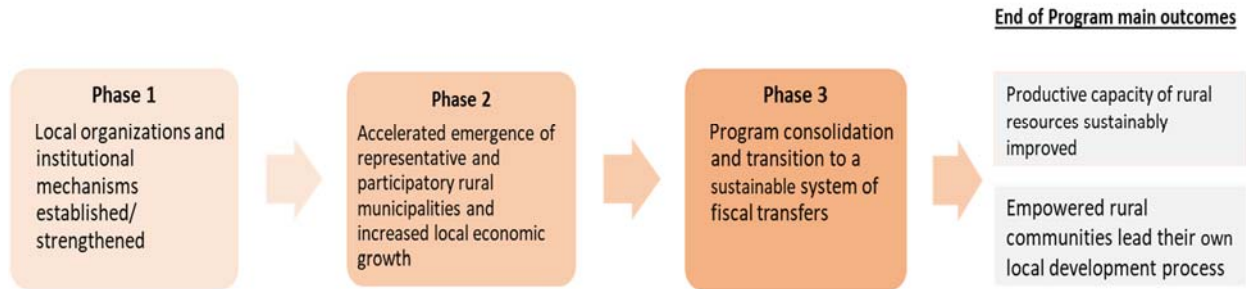 End of Program main outcomes
Phase 1
Local organizations and
institutional
mechanisms
established/
strengthened
Phase 2
Accelerated emergence of
representative and
participatory rural
municipalities and
increased local economic
growth
Phase 3
Program consolidation
and transition to a
sustainable system of
fiscal transfers
Productive capacity of rural
resources sustainably
improved
Empowered rural
communities lead their own
local development process